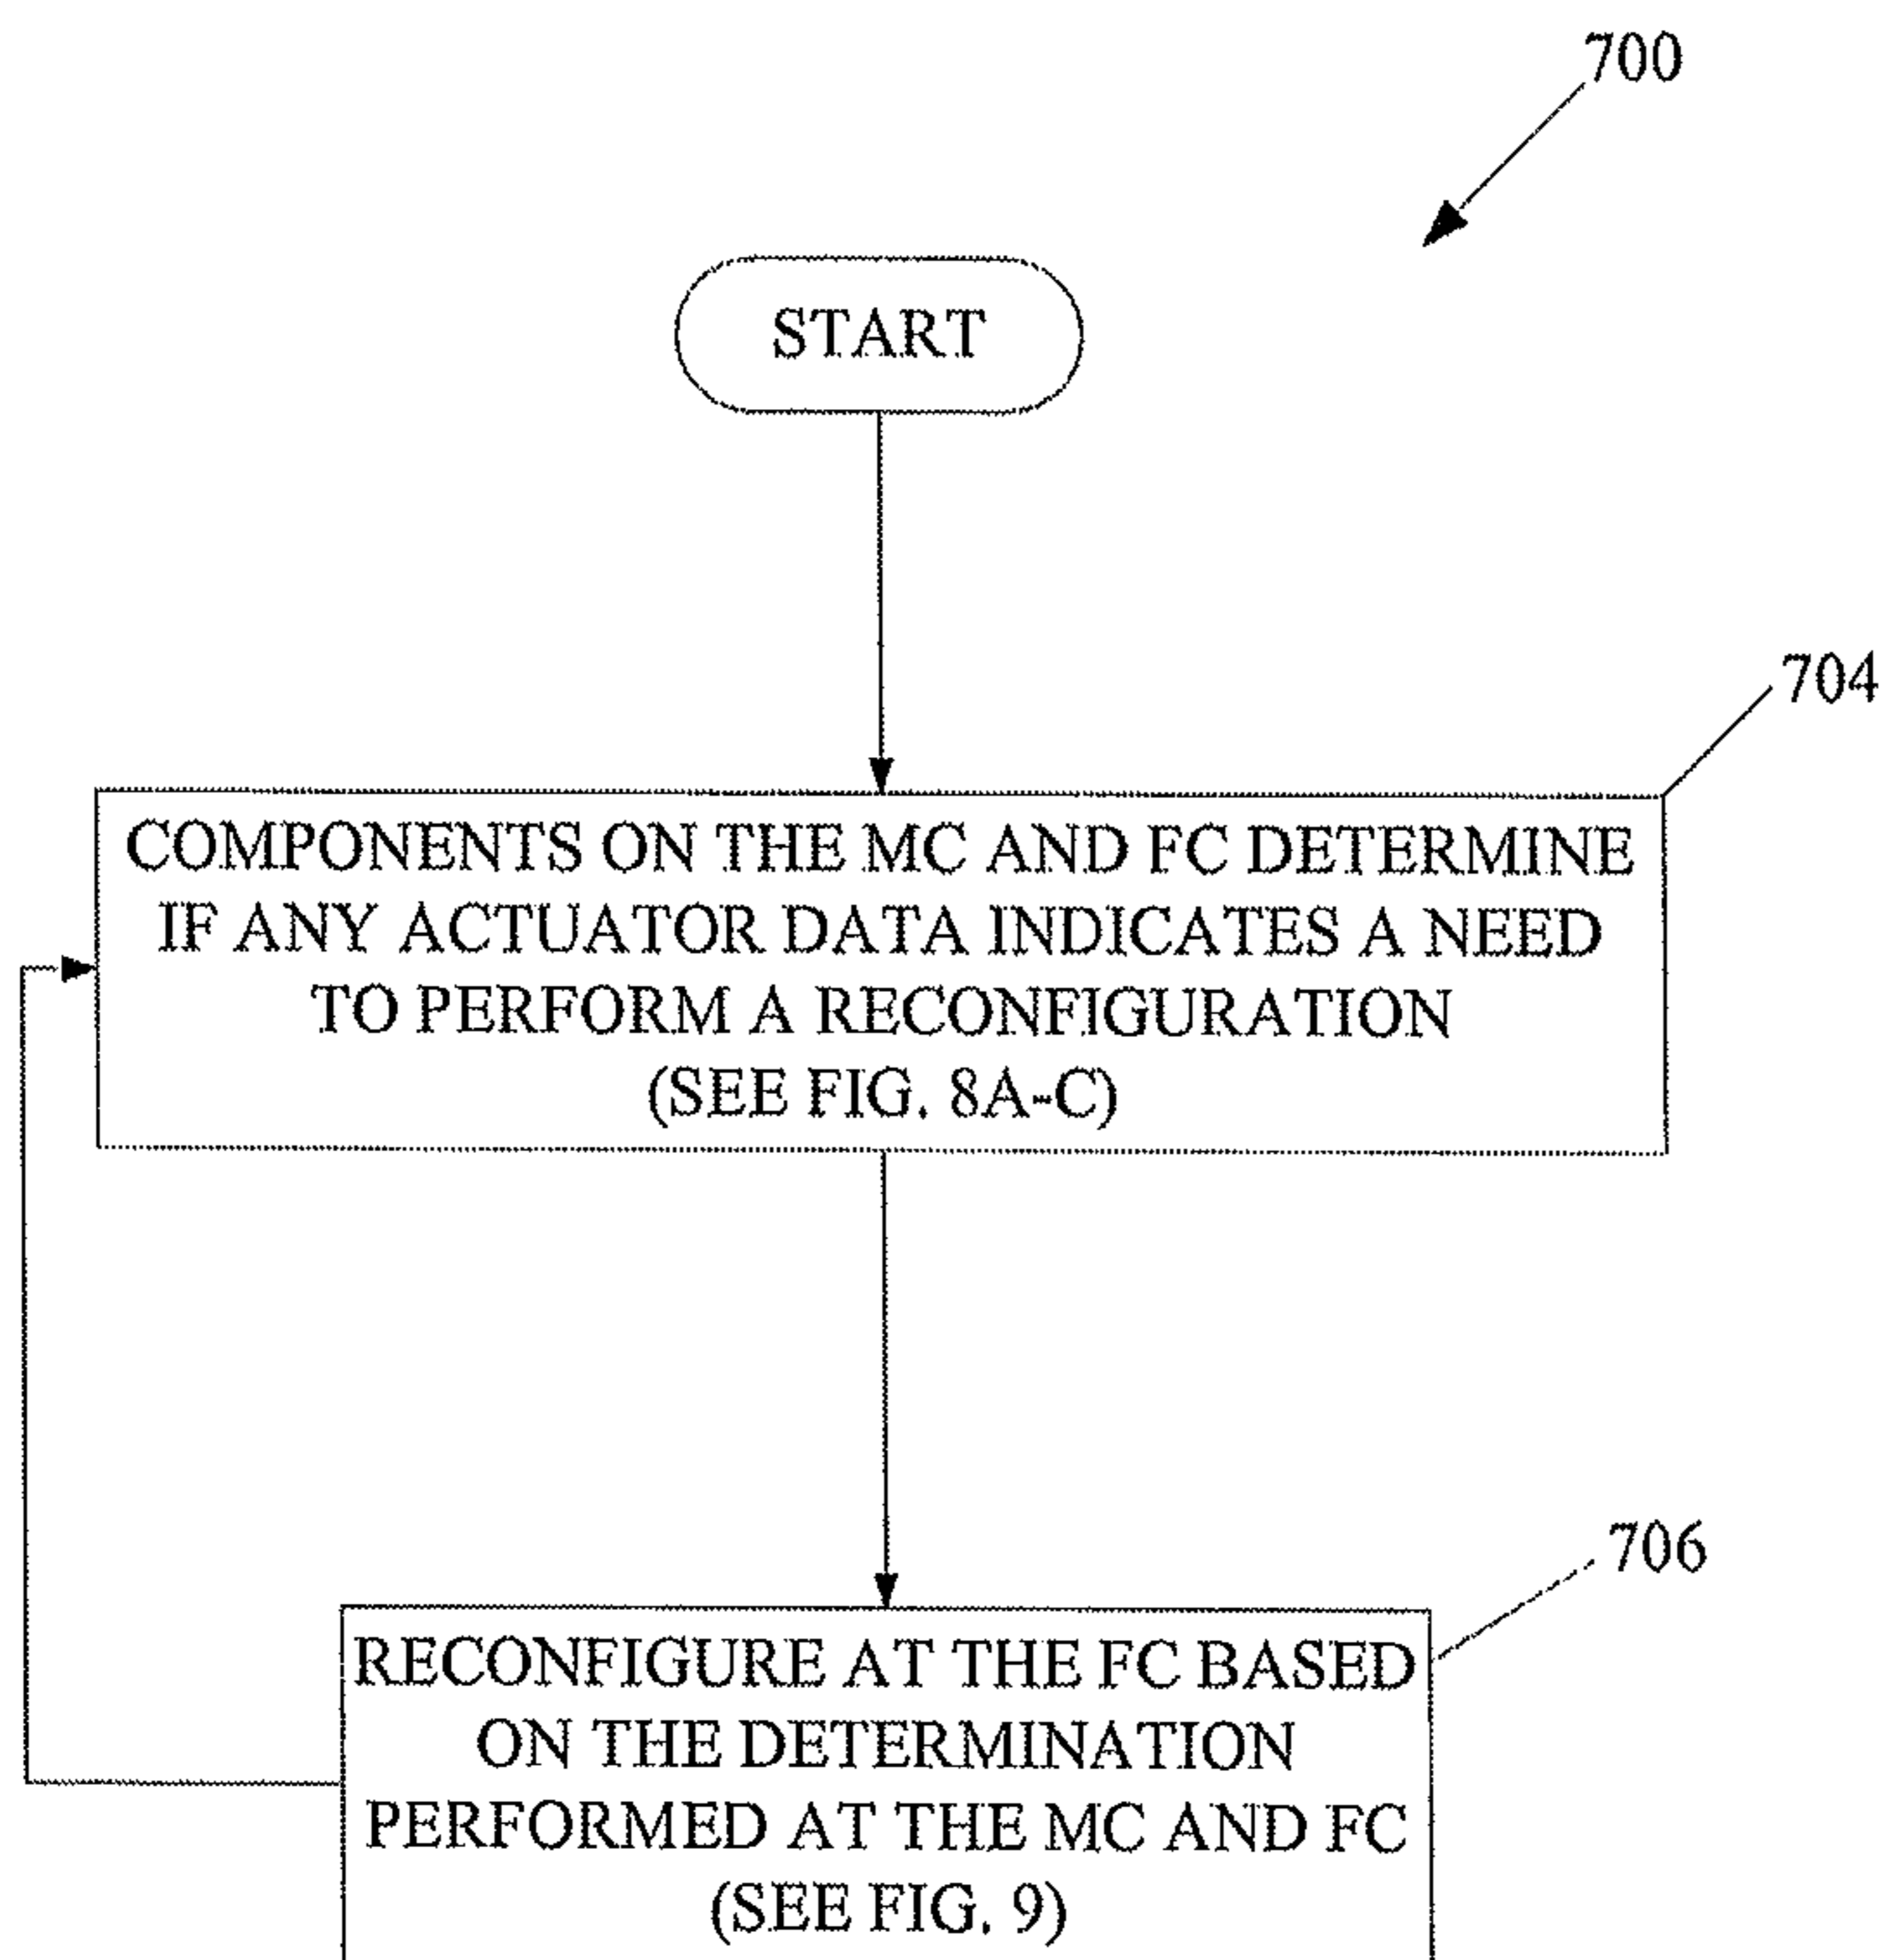 700
START
704
COMPONENTS ON THE MC AND FC DETERMINE
IF ANY ACTUATOR DATA INDICATES A NEED
TO PERFORM A RECONFIGURATION
(SEE FIG. 8A-C)
706
RECONFIGURE AT THE FC BASED
ON THE DETERMINATION
PERFORMED AT THE MC AND FC
(SEE FIG. 9)